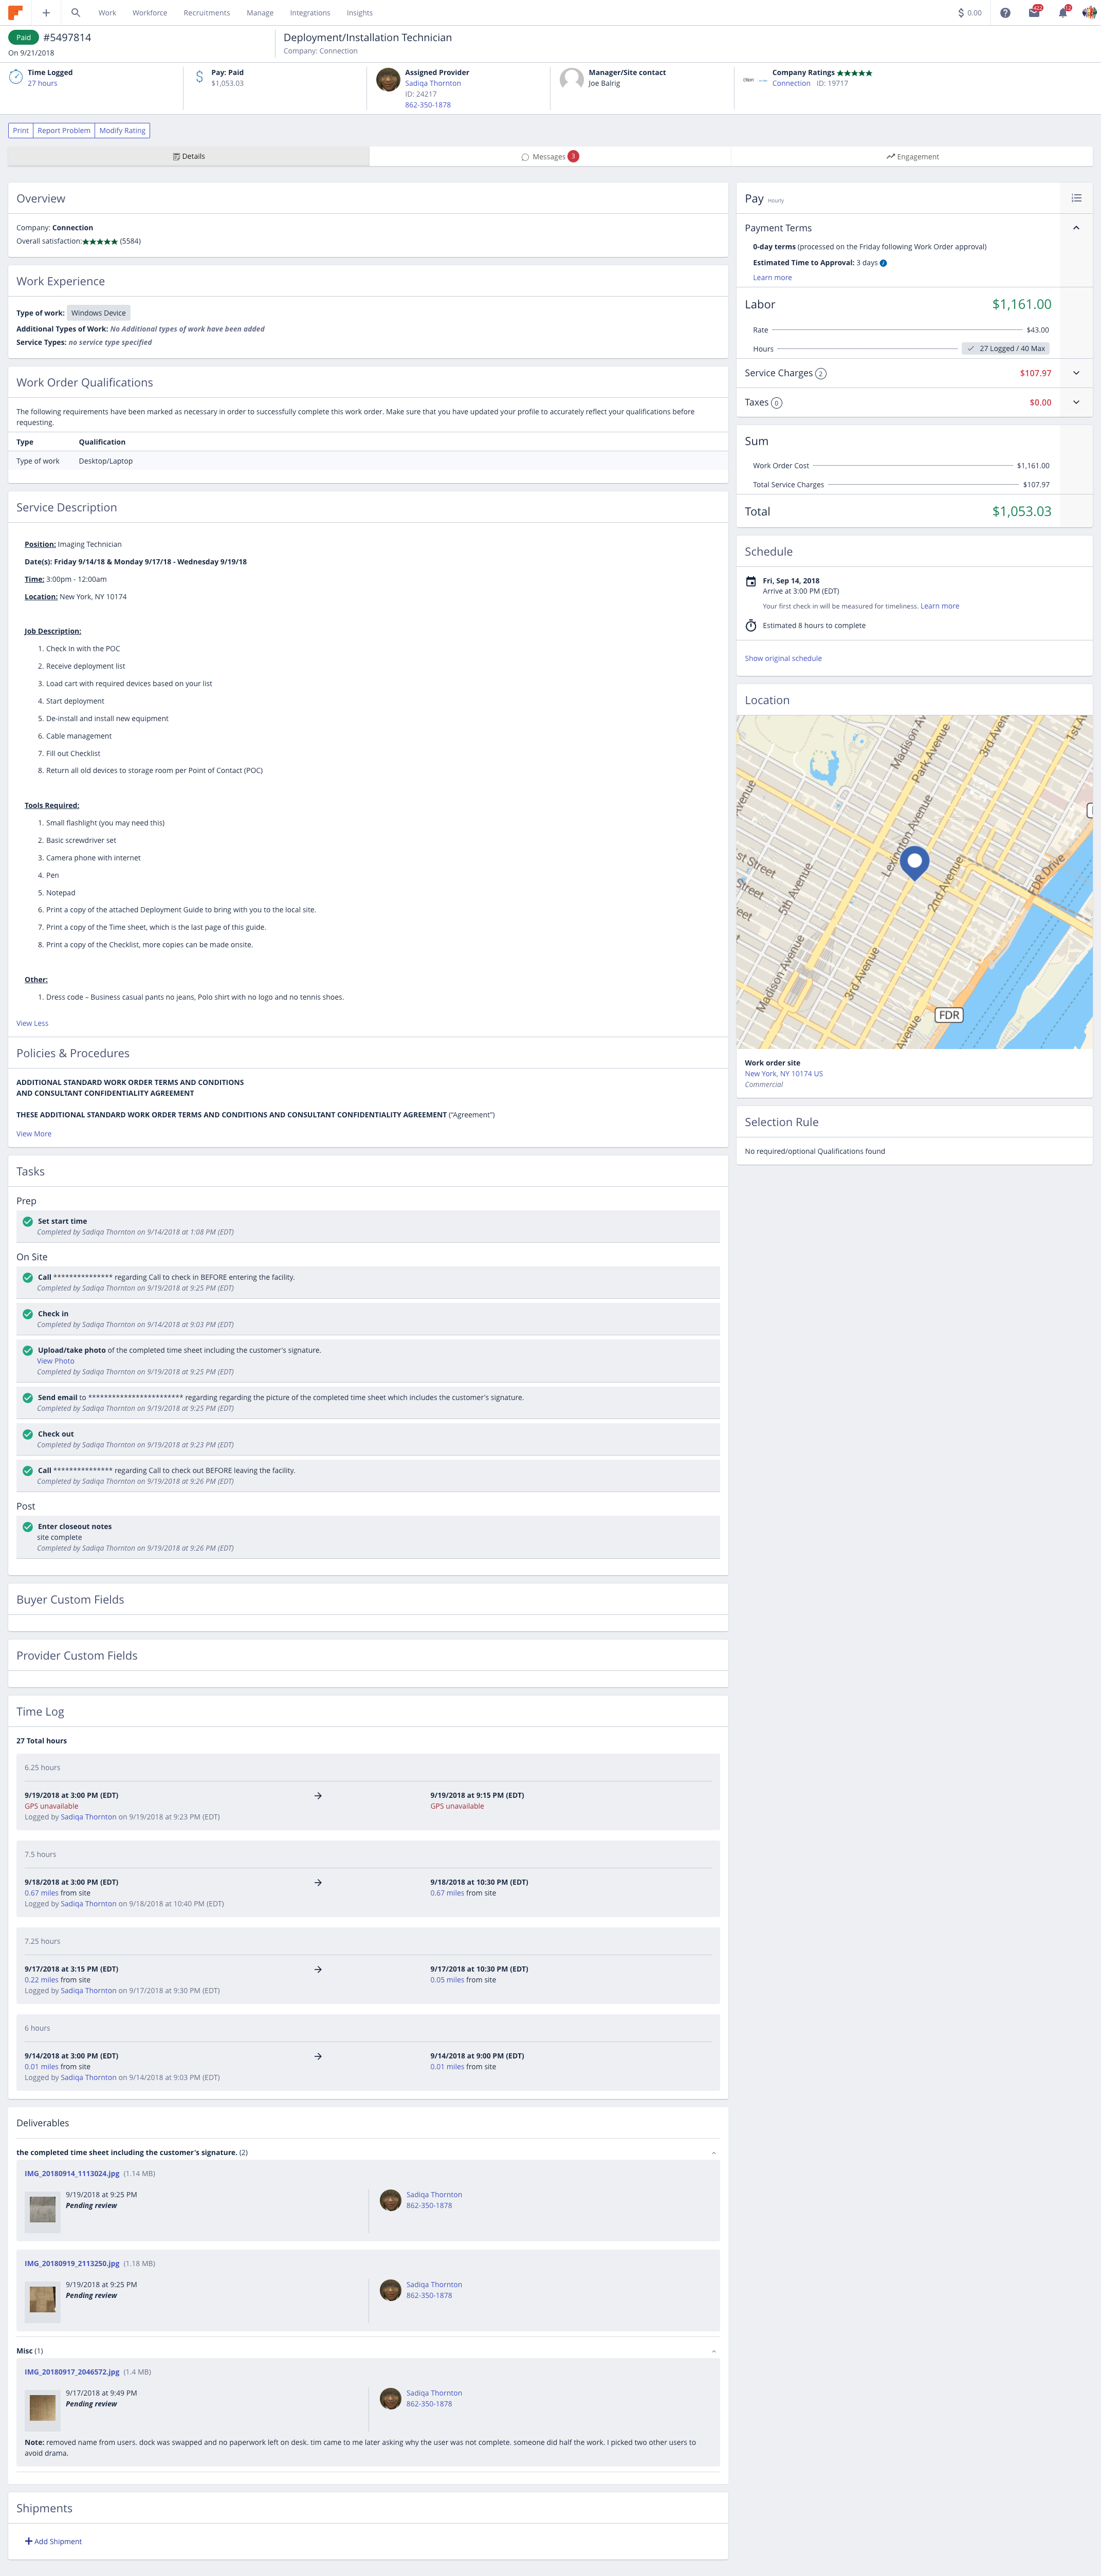 Work Workforce Recruitments Manage Integrations Insights 0.00 422 12
Paid #5497814
On 9/21/2018
Deployment/Installation Technician
Company: Connection
Time Logged
27 hours
Pay: Paid
$1,053.03
Assigned Provider
Sadiqa Thornton
ID: 24217
862-350-1878
Manager/Site contact
Joe Balrig
Company Ratings
Connection ID: 19717
Print Report Problem Modify Rating
Details Messages 3 Engagement
Overview
Company: Connection
Overall satisfaction: (5584)
Work Experience
Type of work: Windows Device
Additional Types of Work: No Additional types of work have been added
Service Types: no service type specified
Work Order Qualifications
The following requirements have been marked as necessary in order to successfully complete this work order. Make sure that you have updated your profile to accurately reflect your qualifications before
requesting.
Type Qualification
Type of work Desktop/Laptop
Service Description
Position: Imaging Technician
Date(s): Friday 9/14/18 & Monday 9/17/18 - Wednesday 9/19/18
Time: 3:00pm - 12:00am
Location: New York, NY 10174
Job Description:
1. Check In with the POC
2. Receive deployment list
3. Load cart with required devices based on your list
4. Start deployment
5. De-install and install new equipment
6. Cable management
7. Fill out Checklist
8. Return all old devices to storage room per Point of Contact (POC)
Tools Required:
1. Small flashlight (you may need this)
2. Basic screwdriver set
3. Camera phone with internet
4. Pen
5. Notepad
6. Print a copy of the attached Deployment Guide to bring with you to the local site.
7. Print a copy of the Time sheet, which is the last page of this guide.
8. Print a copy of the Checklist, more copies can be made onsite.
Other:
1. Dress code – Business casual pants no jeans, Polo shirt with no logo and no tennis shoes.
View Less
Policies & Procedures
ADDITIONAL STANDARD WORK ORDER TERMS AND CONDITIONS
AND CONSULTANT CONFIDENTIALITY AGREEMENT
THESE ADDITIONAL STANDARD WORK ORDER TERMS AND CONDITIONS AND CONSULTANT CONFIDENTIALITY AGREEMENT ("Agreement")
View More
Tasks
Prep
Set start time
Completed by Sadiqa Thornton on 9/14/2018 at 1:08 PM (EDT)
On Site
Call *************** regarding Call to check in BEFORE entering the facility.
Completed by Sadiqa Thornton on 9/19/2018 at 9:25 PM (EDT)
Check in
Completed by Sadiqa Thornton on 9/14/2018 at 9:03 PM (EDT)
Upload/take photo of the completed time sheet including the customer's signature.
View Photo
Completed by Sadiqa Thornton on 9/19/2018 at 9:25 PM (EDT)
Send email to ************************ regarding regarding the picture of the completed time sheet which includes the customer's signature.
Completed by Sadiqa Thornton on 9/19/2018 at 9:25 PM (EDT)
Check out
Completed by Sadiqa Thornton on 9/19/2018 at 9:23 PM (EDT)
Call *************** regarding Call to check out BEFORE leaving the facility.
Completed by Sadiqa Thornton on 9/19/2018 at 9:26 PM (EDT)
Post
Enter closeout notes
site complete
Completed by Sadiqa Thornton on 9/19/2018 at 9:26 PM (EDT)
Buyer Custom Fields
Provider Custom Fields
Time Log
27 Total hours
6.25 hours
9/19/2018 at 3:00 PM (EDT) 9/19/2018 at 9:15 PM (EDT)
GPS unavailable GPS unavailable
Logged by Sadiqa Thornton on 9/19/2018 at 9:23 PM (EDT)
7.5 hours
9/18/2018 at 3:00 PM (EDT) 9/18/2018 at 10:30 PM (EDT)
0.67 miles from site 0.67 miles from site
Logged by Sadiqa Thornton on 9/18/2018 at 10:40 PM (EDT)
7.25 hours
9/17/2018 at 3:15 PM (EDT) 9/17/2018 at 10:30 PM (EDT)
0.22 miles from site 0.05 miles from site
Logged by Sadiqa Thornton on 9/17/2018 at 9:30 PM (EDT)
6 hours
9/14/2018 at 3:00 PM (EDT) 9/14/2018 at 9:00 PM (EDT)
0.01 miles from site 0.01 miles from site
Logged by Sadiqa Thornton on 9/14/2018 at 9:03 PM (EDT)
Deliverables
the completed time sheet including the customer's signature. (2)
IMG_20180914_1113024.jpg (1.14 MB)
9/19/2018 at 9:25 PM Sadiqa Thornton
Pending review 862-350-1878
IMG_20180919_2113250.jpg (1.18 MB)
9/19/2018 at 9:25 PM Sadiqa Thornton
Pending review 862-350-1878
Misc (1)
IMG_20180917_2046572.jpg (1.4 MB)
9/17/2018 at 9:49 PM Sadiqa Thornton
Pending review 862-350-1878
Note: removed name from users. dock was swapped and no paperwork left on desk. tim came to me later asking why the user was not complete. someone did half the work. I picked two other users to
avoid drama.
Shipments
Add Shipment
Pay Hourly
Payment Terms
0-day terms (processed on the Friday following Work Order approval)
Estimated Time to Approval: 3 days
Learn more
Labor $1,161.00
Rate $43.00
Hours 27 Logged / 40 Max
Service Charges 2 $107.97
Taxes 0 $0.00
Sum
Work Order Cost $1,161.00
Total Service Charges $107.97
Total $1,053.03
Schedule
Fri, Sep 14, 2018
Arrive at 3:00 PM (EDT)
Your first check in will be measured for timeliness. Learn more
Estimated 8 hours to complete
Show original schedule
Location
Madison Av
Park Avenue
3rd Aven
1st A
venue
Lexington Avenue
st Street
Street
eet
5th Avenue
2nd Avenue
FDR Drive
Madison Avenue
3rd Avenue
Avenue
FDR
Work order site
New York, NY 10174 US
Commercial
Selection Rule
No required/optional Qualifications found